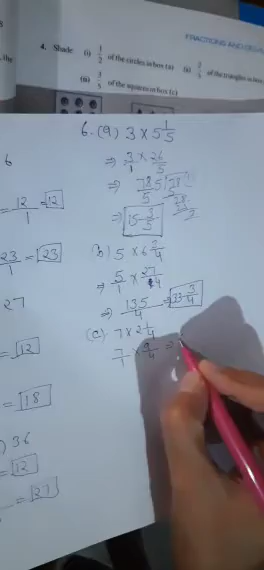 FRACTIONS AND DECIMALS
4. Shade (i) 1/2 of the circles in box (a) (ii) 2/3 of the triangles in box
(iii) 3/5 of the squares in box (c)
6. (a) 3 × 5 1/5
6
⇒ 3/1 × 26/5
= 12/1 = 12
⇒ 78/5
⇒ 15 3/5
23/1 = 23
(b) 5 × 6 3/4
27
⇒ 5/1 × 27/4
= 12
⇒ 135/4 = 33 3/4
(c) 7 × 2 1/4
= 18
7/1 × 9/4 ⇒
) 36
= 12
= 27